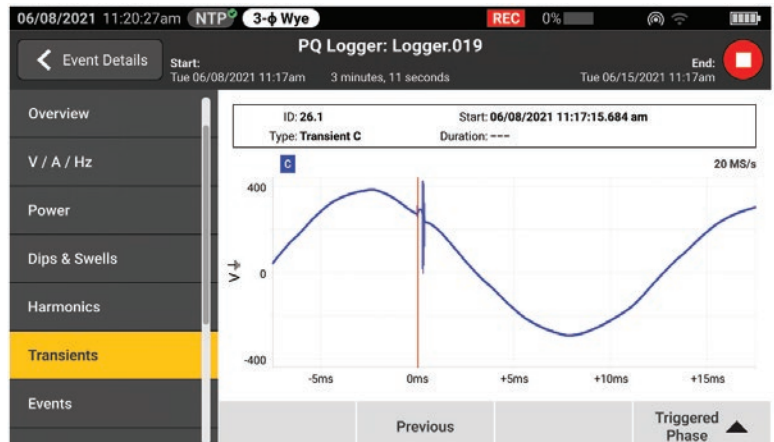 06/08/2021 11:20:27am NTP 3-ϕ Wye REC 0%
PQ Logger: Logger.019
Event Details
Start:
Tue 06/08/2021 11:17am 3 minutes, 11 seconds
End:
Tue 06/15/2021 11:17am
Overview
V / A / Hz
Power
Dips & Swells
Harmonics
Transients
Events
ID: 26.1 Start: 06/08/2021 11:17:15.684 am
Type: Transient C Duration: ---
C 20 MS/s
400
V
0
-400
-5ms 0ms +5ms +10ms +15ms
Previous
Triggered
Phase